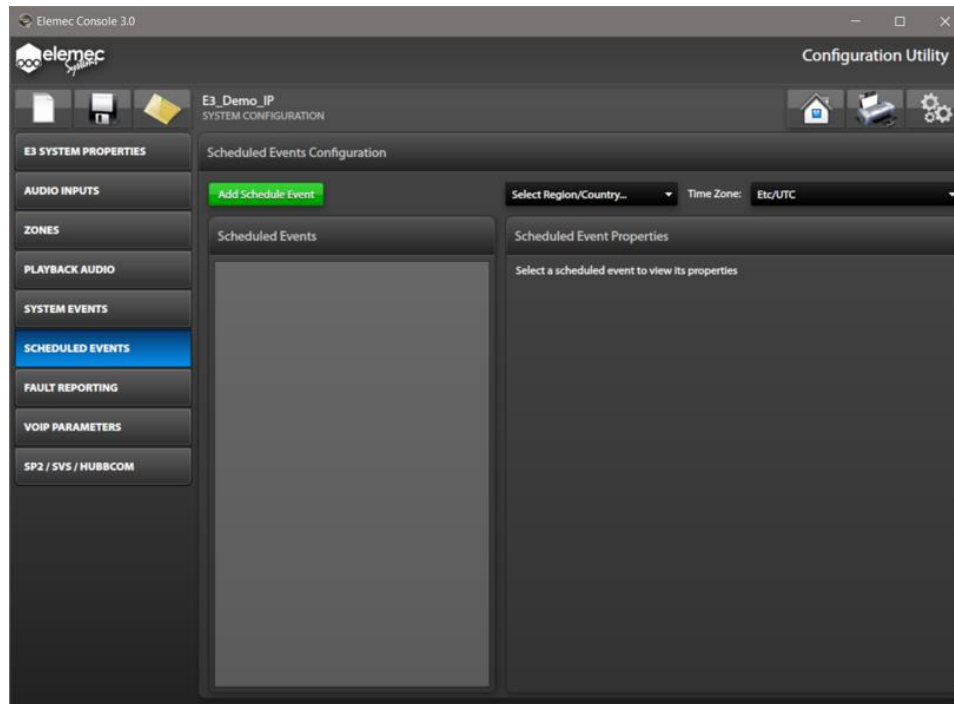 Elemec Console 3.0
elemec
Systems
Configuration Utility
E3_Demo_IP
SYSTEM CONFIGURATION
E3 SYSTEM PROPERTIES
AUDIO INPUTS
ZONES
PLAYBACK AUDIO
SYSTEM EVENTS
SCHEDULED EVENTS
FAULT REPORTING
VOIP PARAMETERS
SP2 / SVS / HUBBCOM
Scheduled Events Configuration
Add Schedule Event
Select Region/Country...
Time Zone:
Etc/UTC
Scheduled Events
Scheduled Event Properties
Select a scheduled event to view its properties